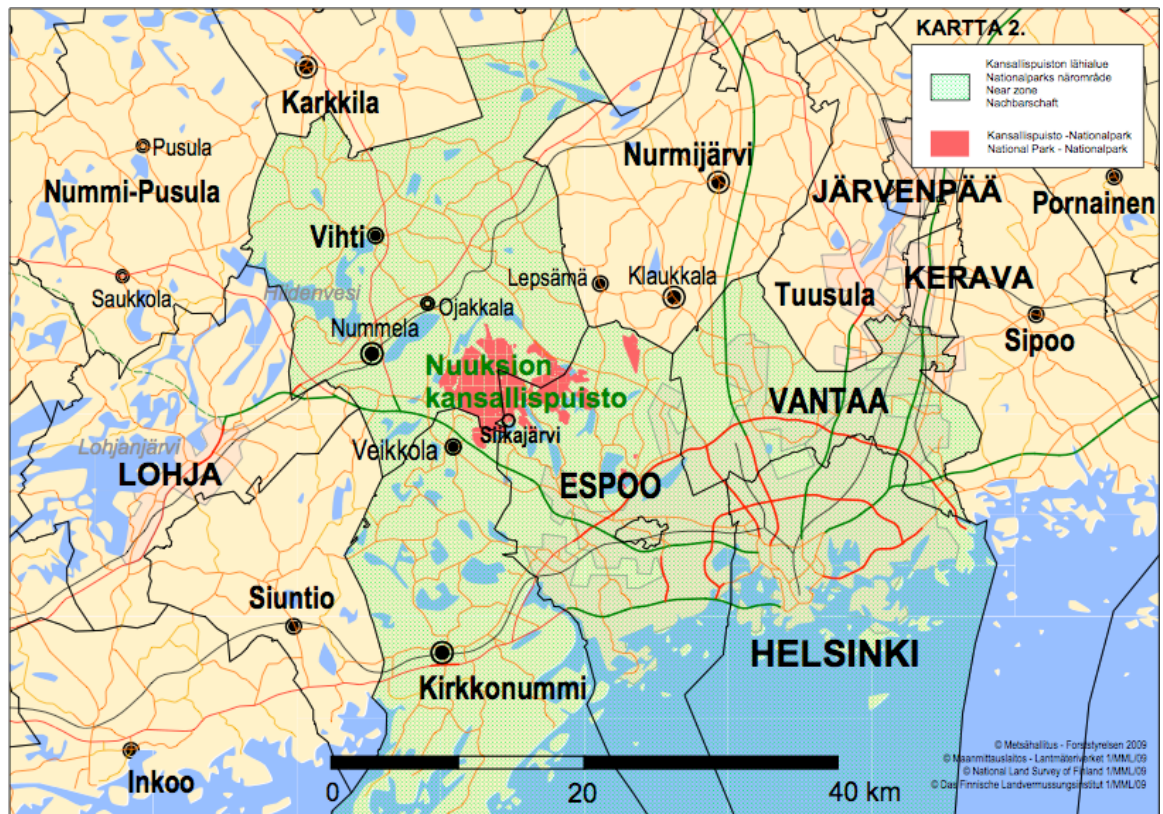 KARTTA 2.
Kansallispuiston lähialue
Nationalparks närområde
Near zone
Nachbarschaft
Kansallispuisto -Nationalpark
National Park - Nationalpark
Karkkila
Pusula
Nummi-Pusula
Nurmijärvi
JÄRVENPÄÄ
Pornainen
Vihti
Saukkola
Hiidenvesi
Ojakkala
Lepsämä
Klaukkala
Tuusula
KERAVA
Sipoo
Nummela
Nuuksion
kansallispuisto
VANTAA
Siikajärvi
Veikkola
Lohjanjärvi
LOHJA
ESPOO
Siuntio
HELSINKI
Kirkkonummi
Inkoo
0
20
40 km
© Metsähallitus - Forststyrelsen 2009
© Maanmittauslaitos - Lantmäteriverket 1/MML/09
© National Land Survey of Finland 1/MML/09
© Das Finnische Landvermussungsinstitut 1/MML/09